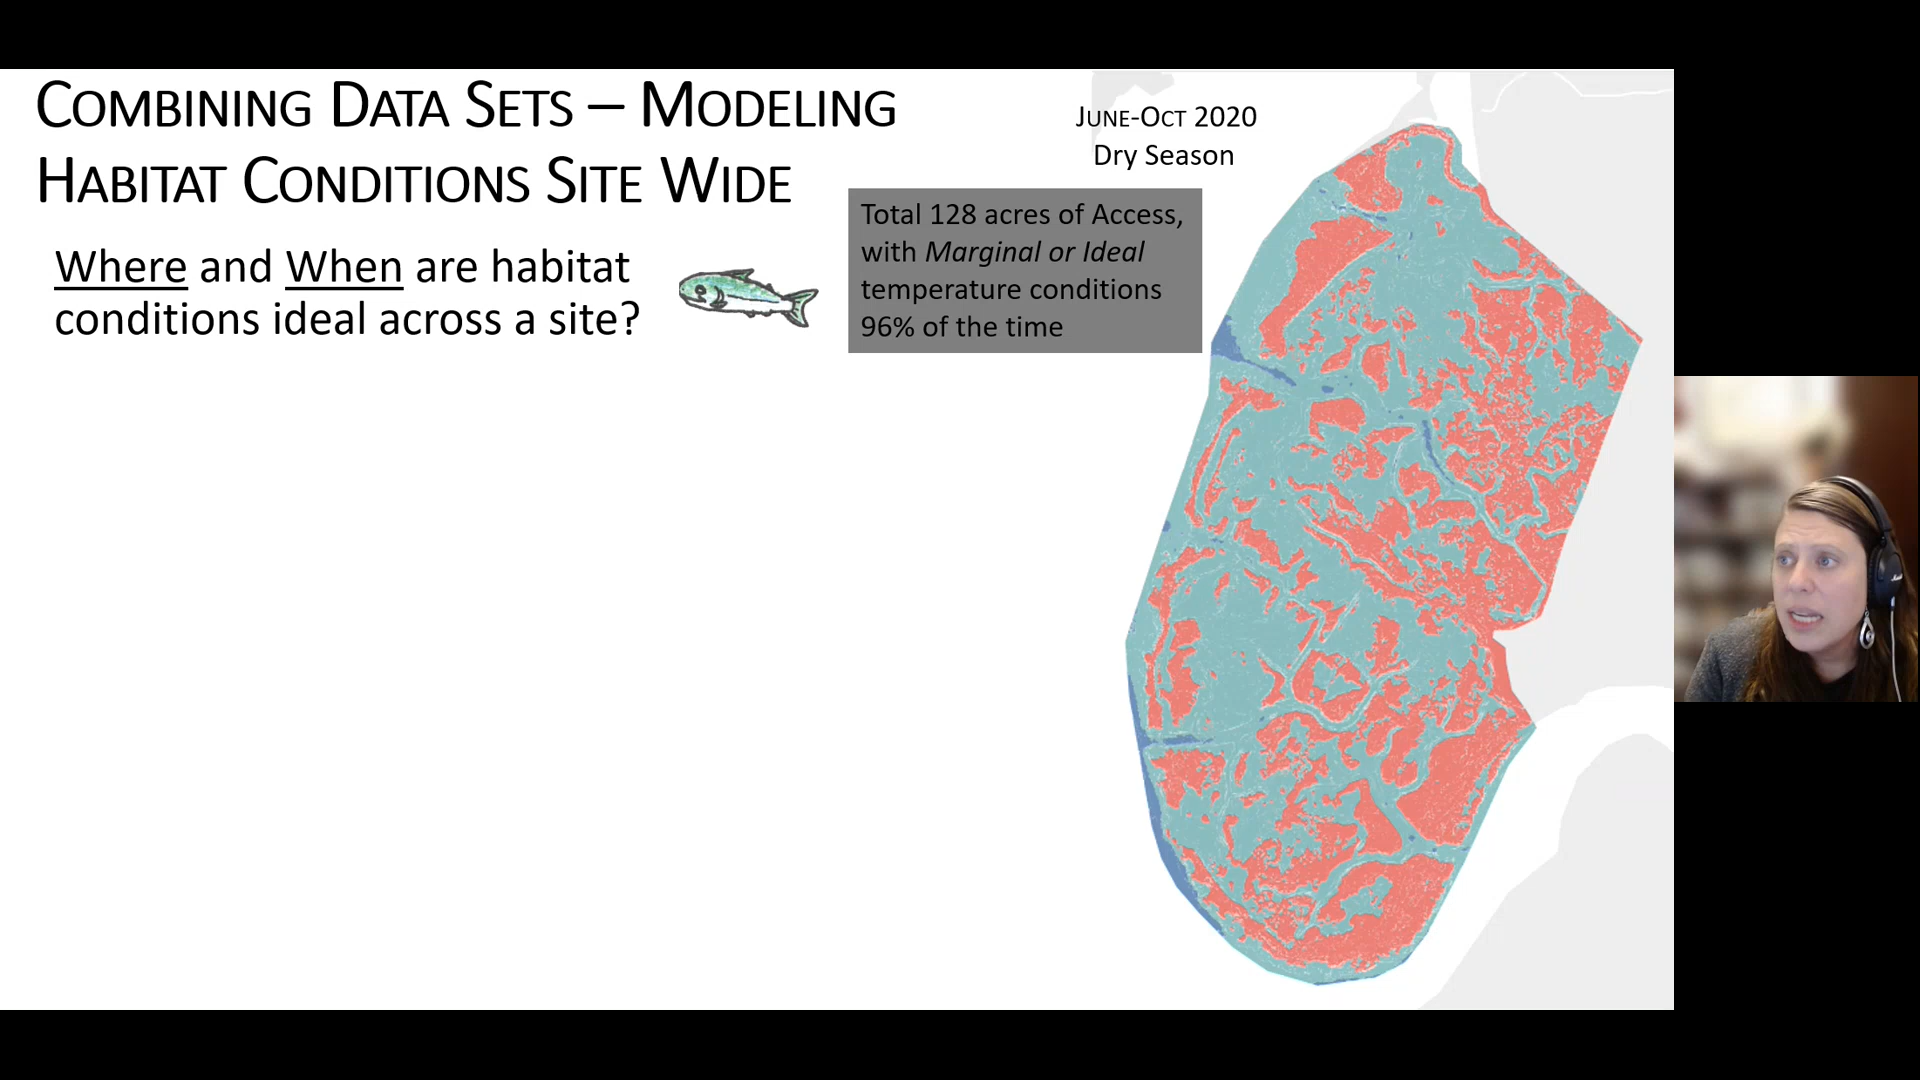 COMBINING DATA SETS – MODELING
HABITAT CONDITIONS SITE WIDE
Where and When are habitat
conditions ideal across a site?
JUNE-OCT 2020
Dry Season
Total 128 acres of Access,
with Marginal or Ideal
temperature conditions
96% of the time